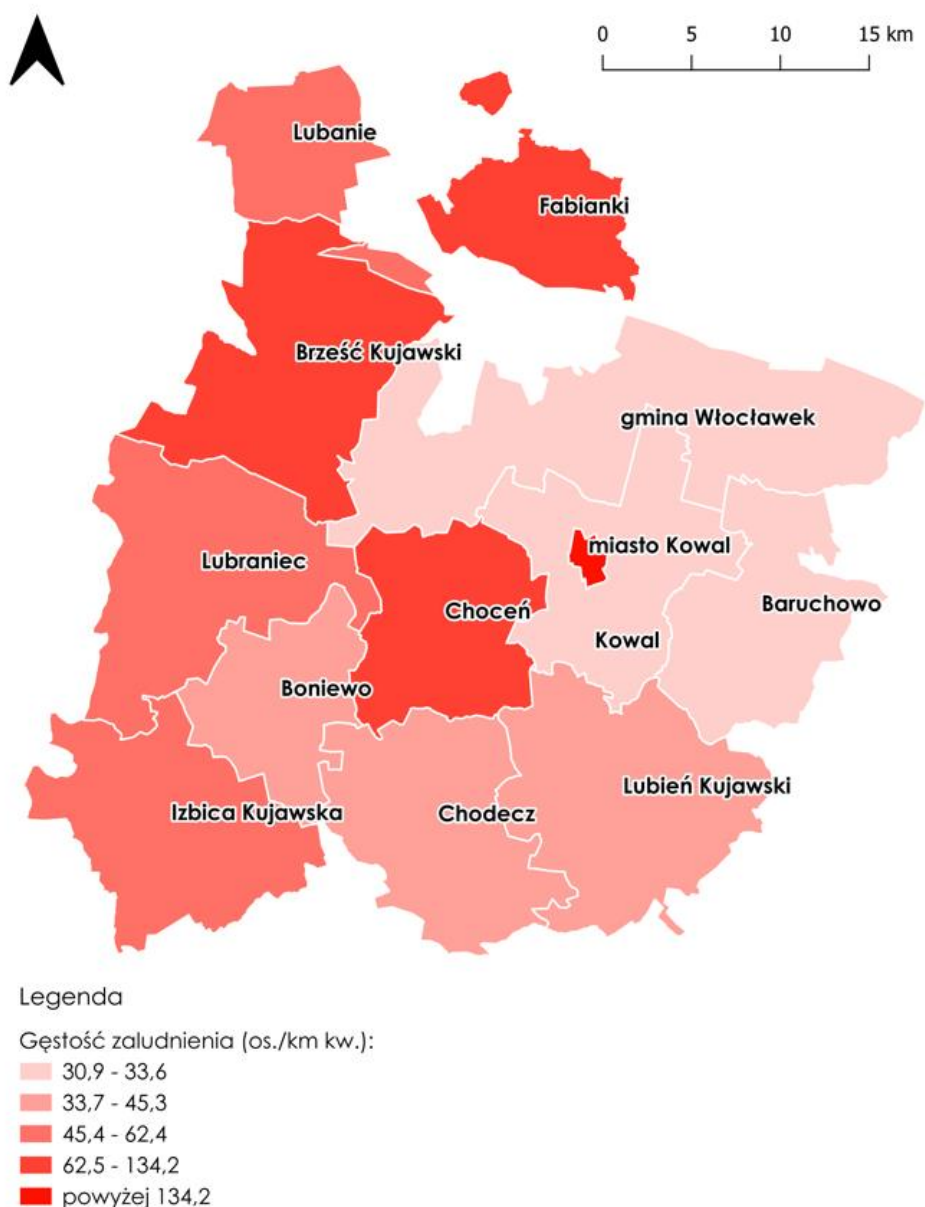 0 5 10 15 km
Lubanie
Fabianki
Brześć Kujawski
gmina Włocławek
miasto Kowal
Lubraniec
Baruchowo
Choceń
Kowal
Boniewo
Lubień Kujawski
Izbica Kujawska
Chodecz
Legenda
Gęstość zaludnienia (os./km kw.):
30,9 - 33,6
33,7 - 45,3
45,4 - 62,4
62,5 - 134,2
powyżej 134,2